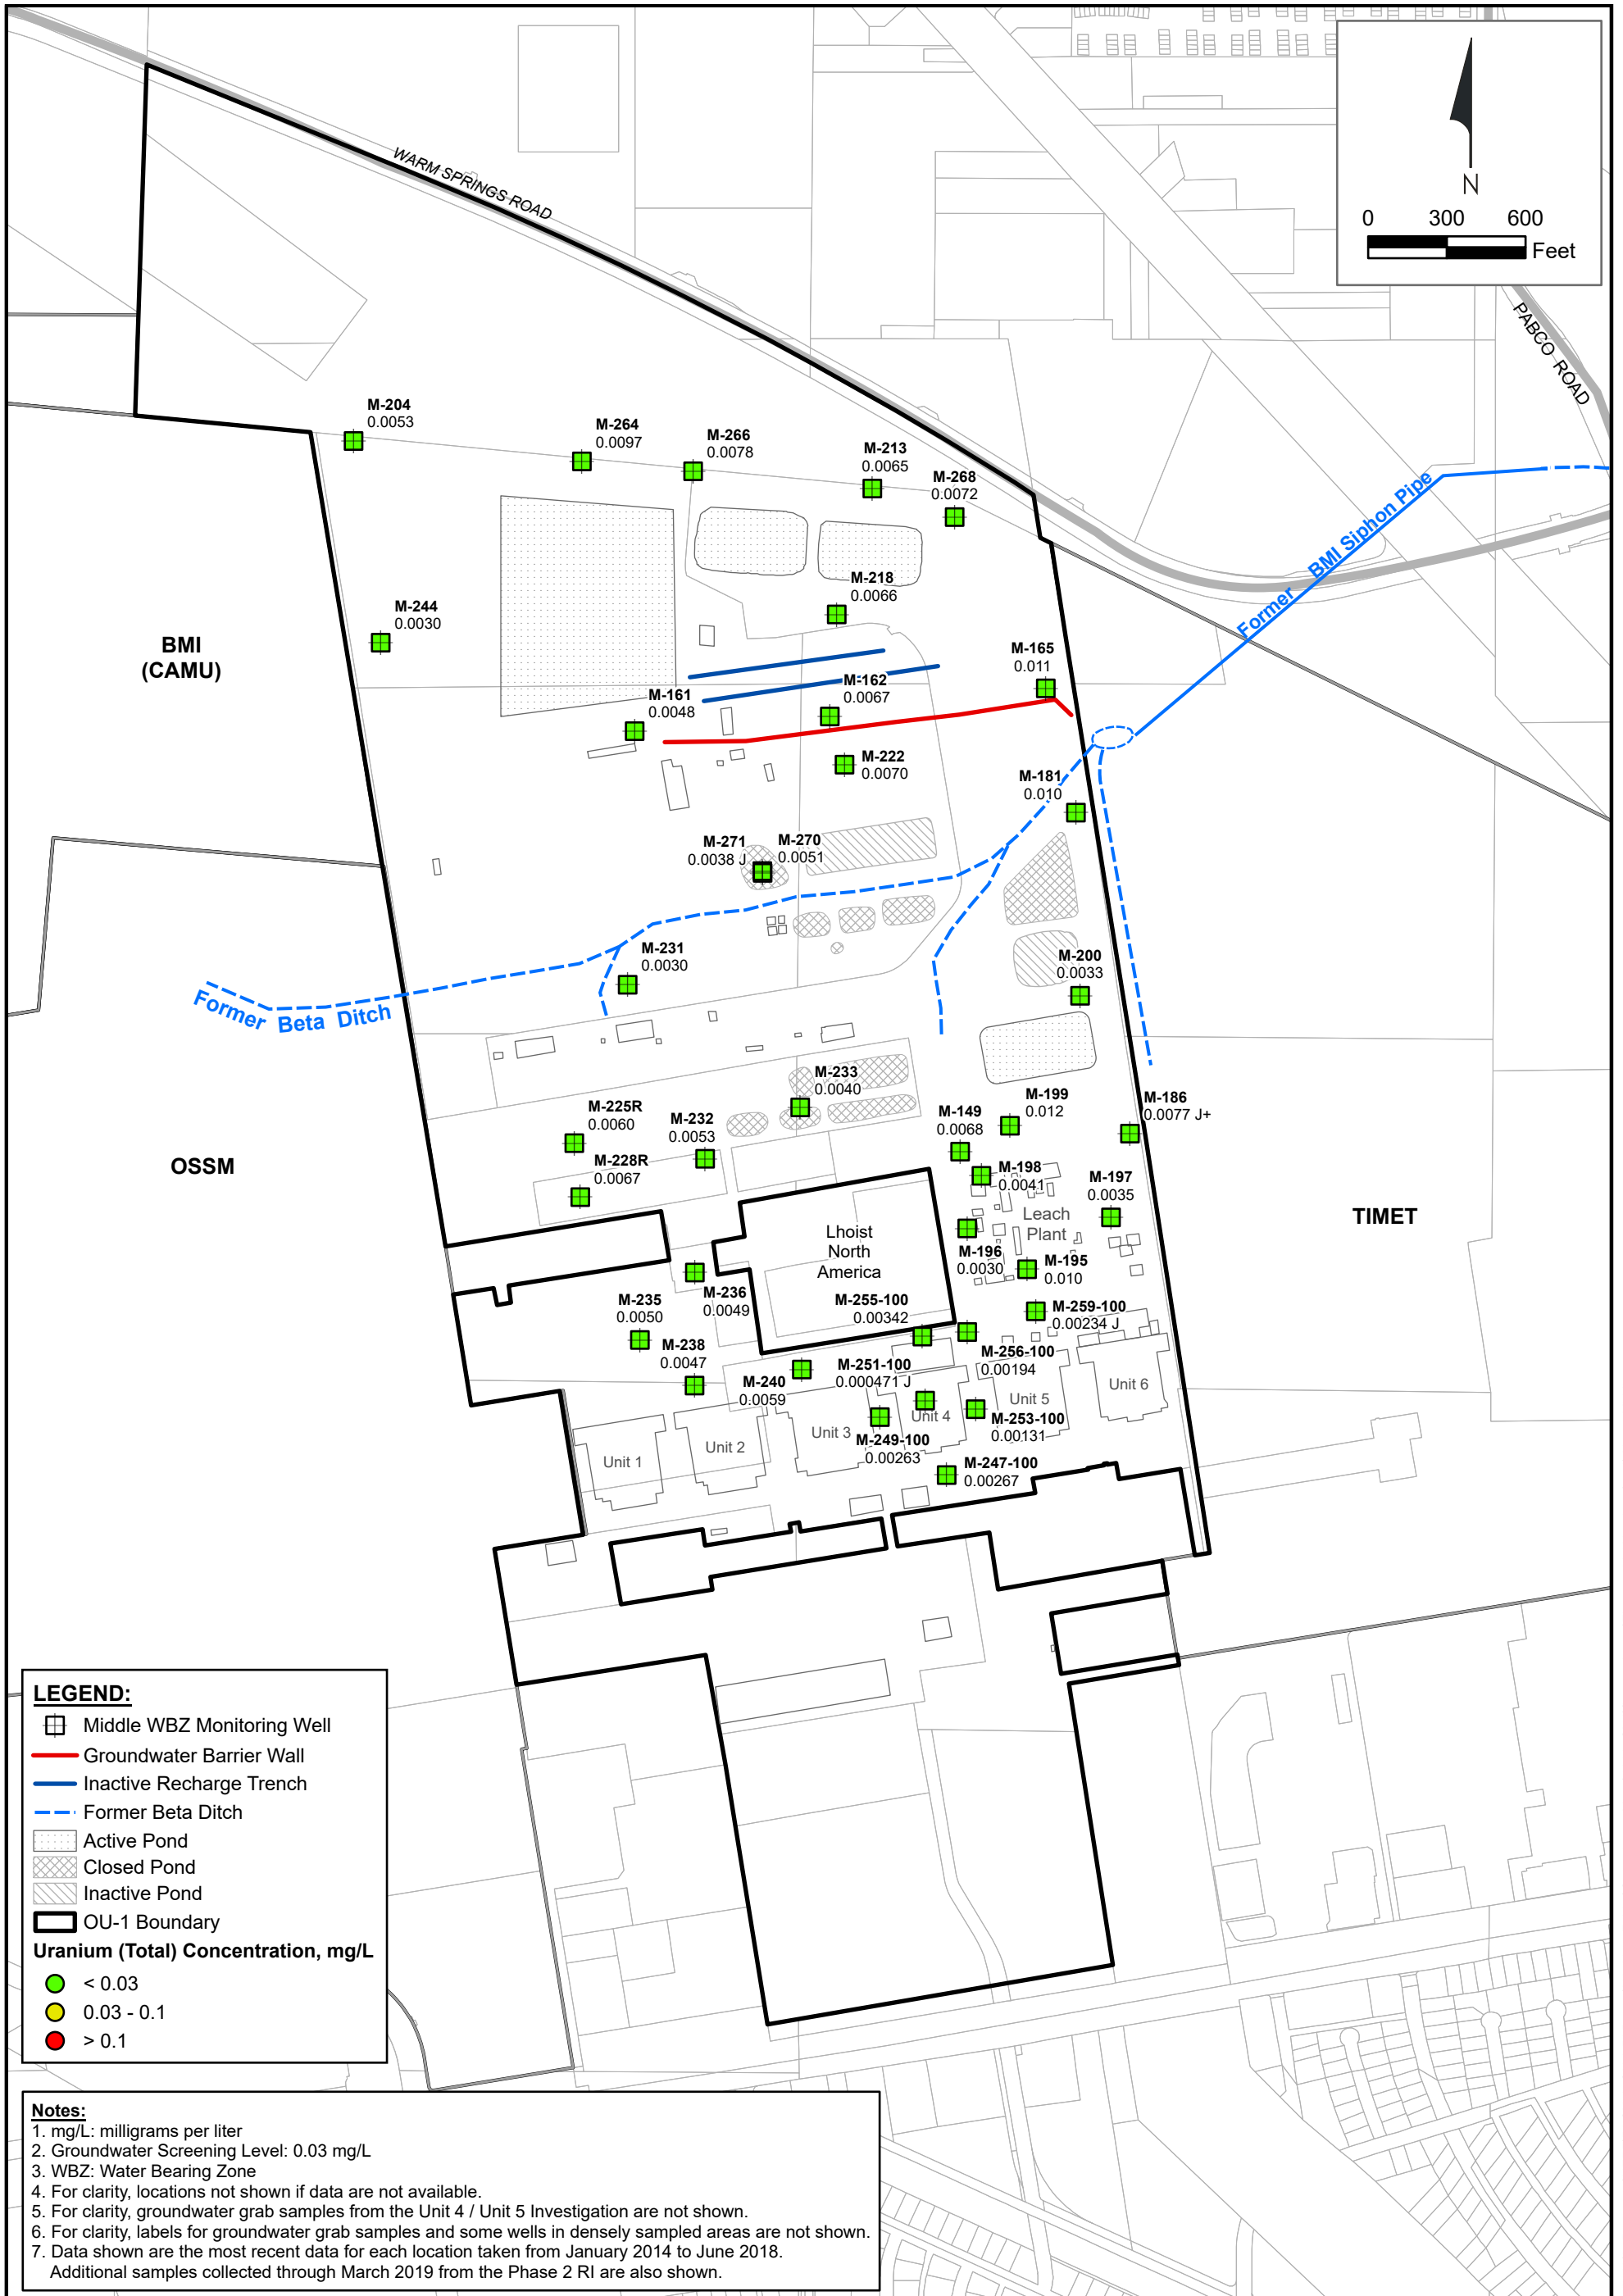 WARM SPRINGS ROAD
N
0 300 600
Feet
PABCO ROAD
M-204
0.0053
M-264
0.0097
M-266
0.0078
M-213
0.0065
M-268
0.0072
Former BMI Siphon Pipe
M-218
0.0066
M-244
0.0030
BMI
(CAMU)
M-165
0.011
M-161
0.0048
M-162
0.0067
M-222
0.0070
M-181
0.010
M-271
0.0038 J
M-270
0.0051
M-231
0.0030
M-200
0.0033
Former Beta Ditch
M-233
0.0040
M-225R
0.0060
M-232
0.0053
M-149
0.0068
M-199
0.012
M-186
0.0077 J+
OSSM
M-228R
0.0067
M-198
0.0041
M-197
0.0035
Leach
Plant
TIMET
Lhoist
North
America
M-196
0.0030
M-195
0.010
M-236
0.0049
M-235
0.0050
M-255-100
0.00342
M-259-100
0.00234 J
M-238
0.0047
M-256-100
0.00194
M-240
0.0059
M-251-100
0.000471 J
Unit 6
Unit 5
Unit 4
M-253-100
0.00131
Unit 3
M-249-100
0.00263
Unit 2
Unit 1
M-247-100
0.00267
LEGEND:
Middle WBZ Monitoring Well
Groundwater Barrier Wall
Inactive Recharge Trench
Former Beta Ditch
Active Pond
Closed Pond
Inactive Pond
OU-1 Boundary
Uranium (Total) Concentration, mg/L
< 0.03
0.03 - 0.1
> 0.1
Notes:
1. mg/L: milligrams per liter
2. Groundwater Screening Level: 0.03 mg/L
3. WBZ: Water Bearing Zone
4. For clarity, locations not shown if data are not available.
5. For clarity, groundwater grab samples from the Unit 4 / Unit 5 Investigation are not shown.
6. For clarity, labels for groundwater grab samples and some wells in densely sampled areas are not shown.
7. Data shown are the most recent data for each location taken from January 2014 to June 2018.
Additional samples collected through March 2019 from the Phase 2 RI are also shown.